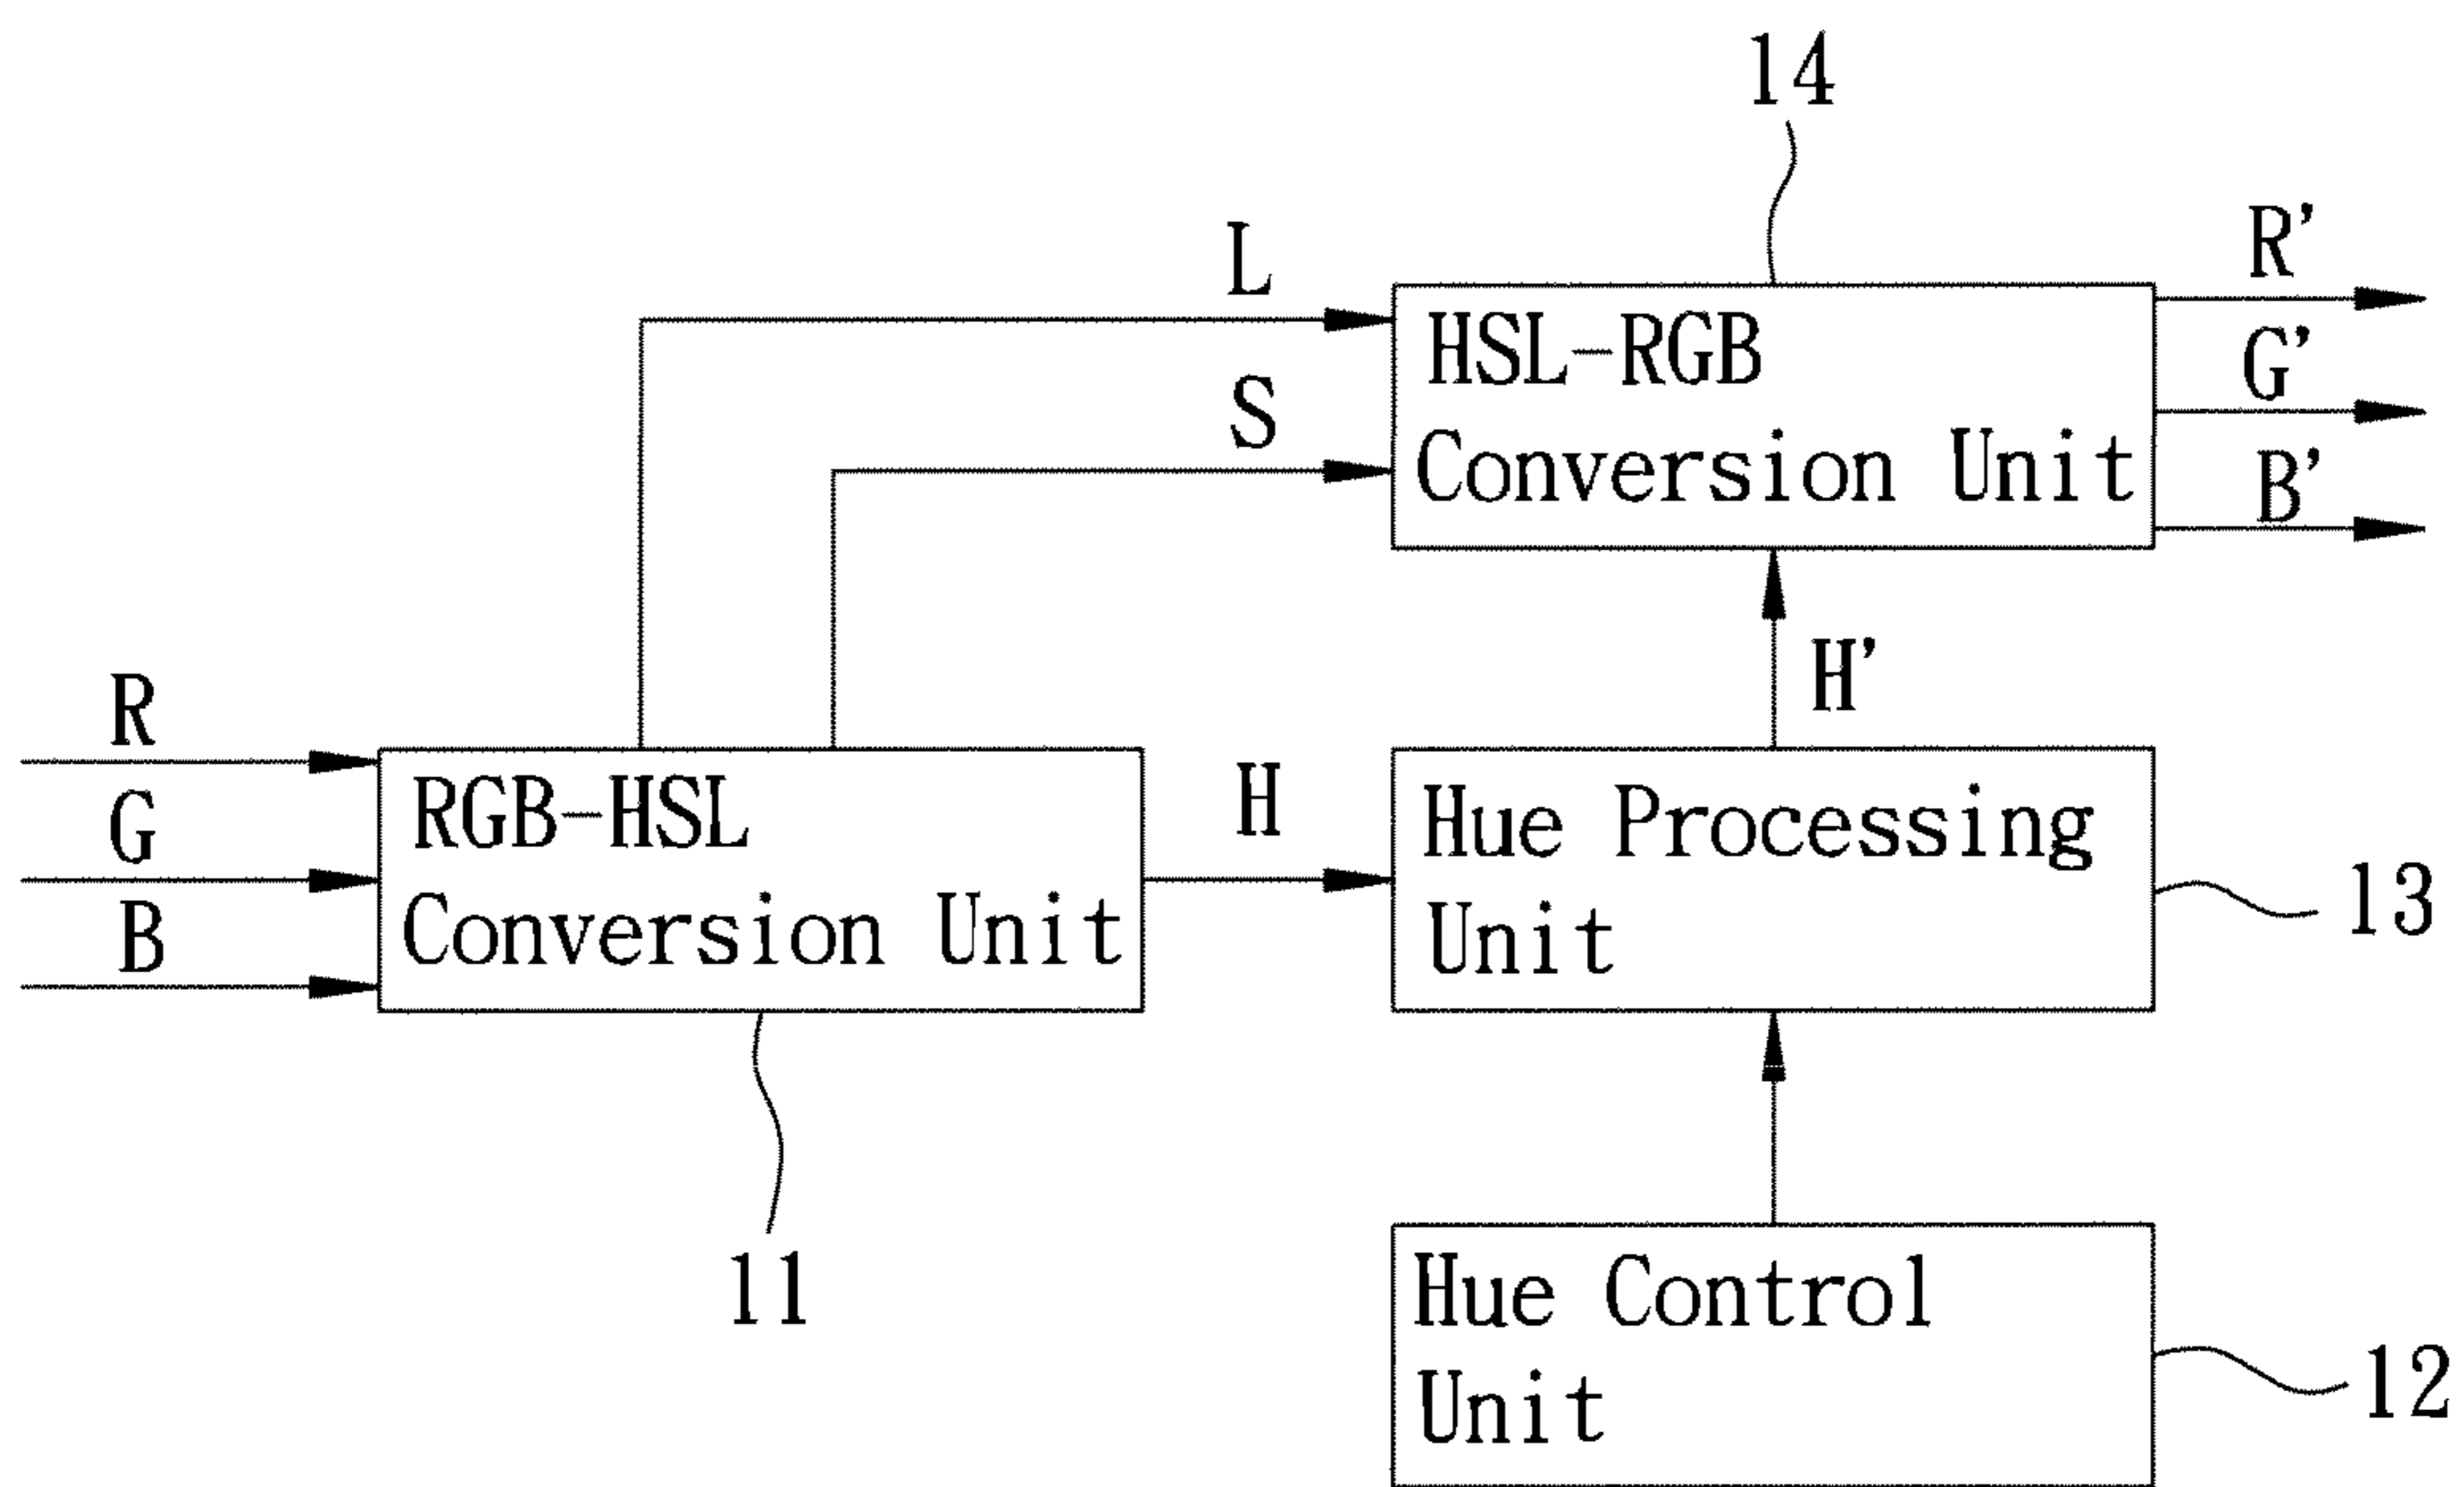 14
L
R'
HSL-RGB
Conversion Unit
G'
S
B'
H'
R
G
B
RGB-HSL
Conversion Unit
H
Hue Processing
Unit
13
11
Hue Control
Unit
12